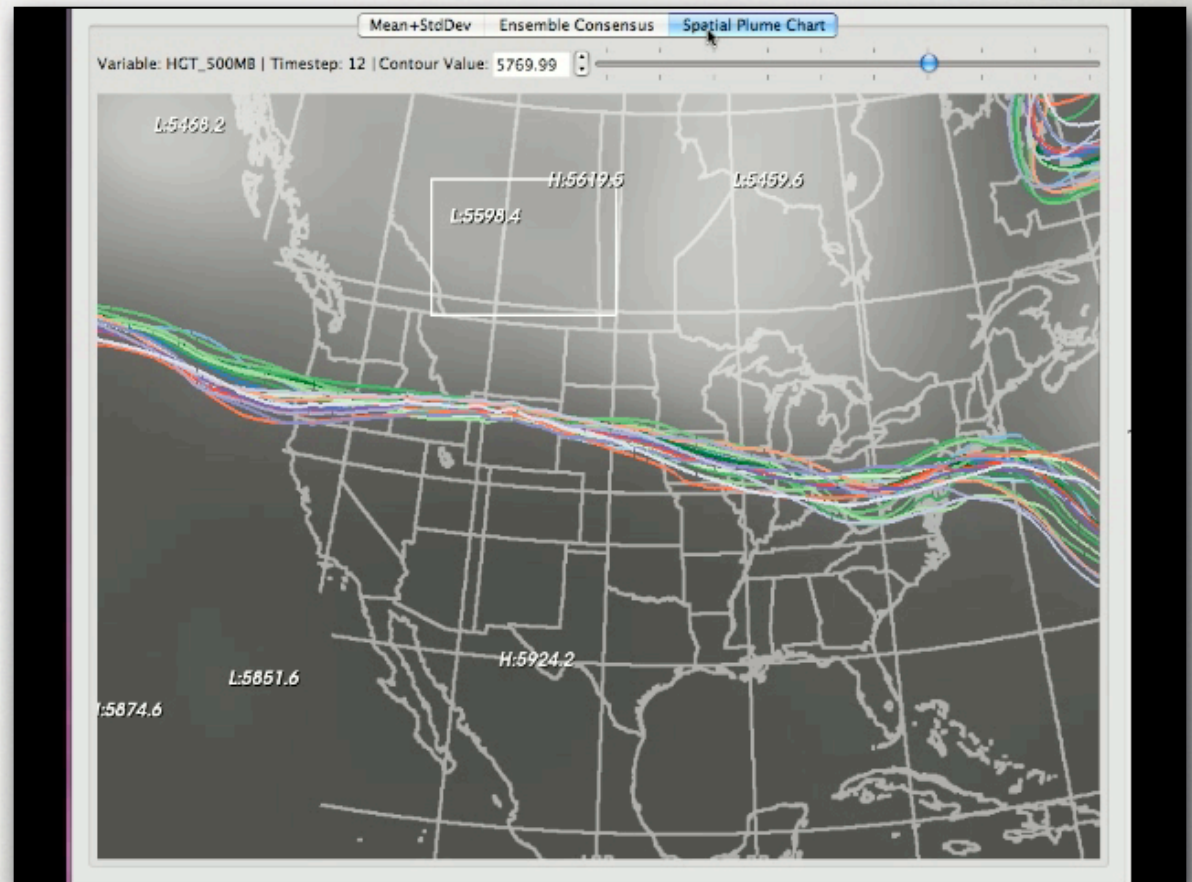 Mean+StdDev Ensemble Consensus Spatial Plume Chart
Variable: HGT_500MB | Timestep: 12 | Contour Value: 5769.99
L:5468.2
H:5619.5
L:5459.6
L:5598.4
H:5924.2
L:5851.6
:5874.6